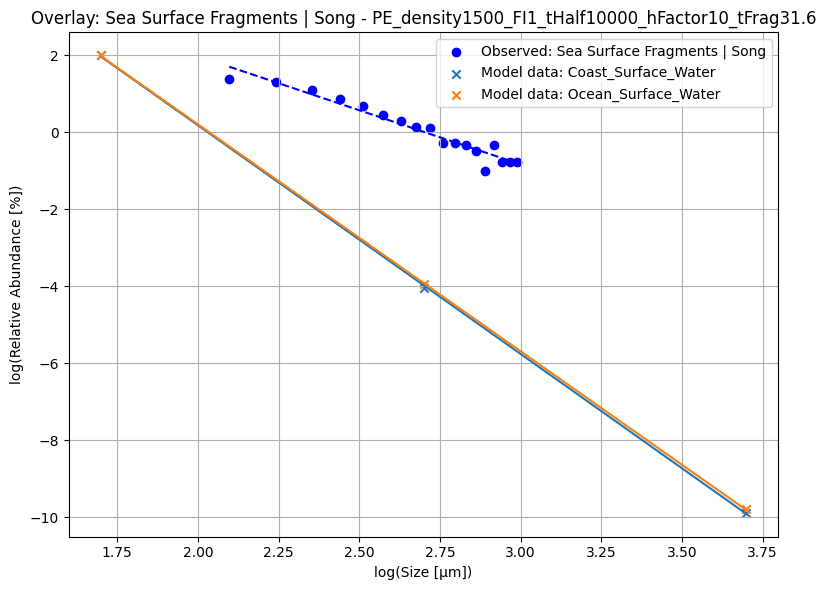 Overlay: Sea Surface Fragments | Song - PE_density1500_FI1_tHalf10000_hFactor10_tFrag31.6
Observed: Sea Surface Fragments | Song
Model data: Coast_Surface_Water
Model data: Ocean_Surface_Water
log(Relative Abundance [%])
2
0
−2
−4
−6
−8
−10
1.75 2.00 2.25 2.50 2.75 3.00 3.25 3.50 3.75
log(Size [μm])